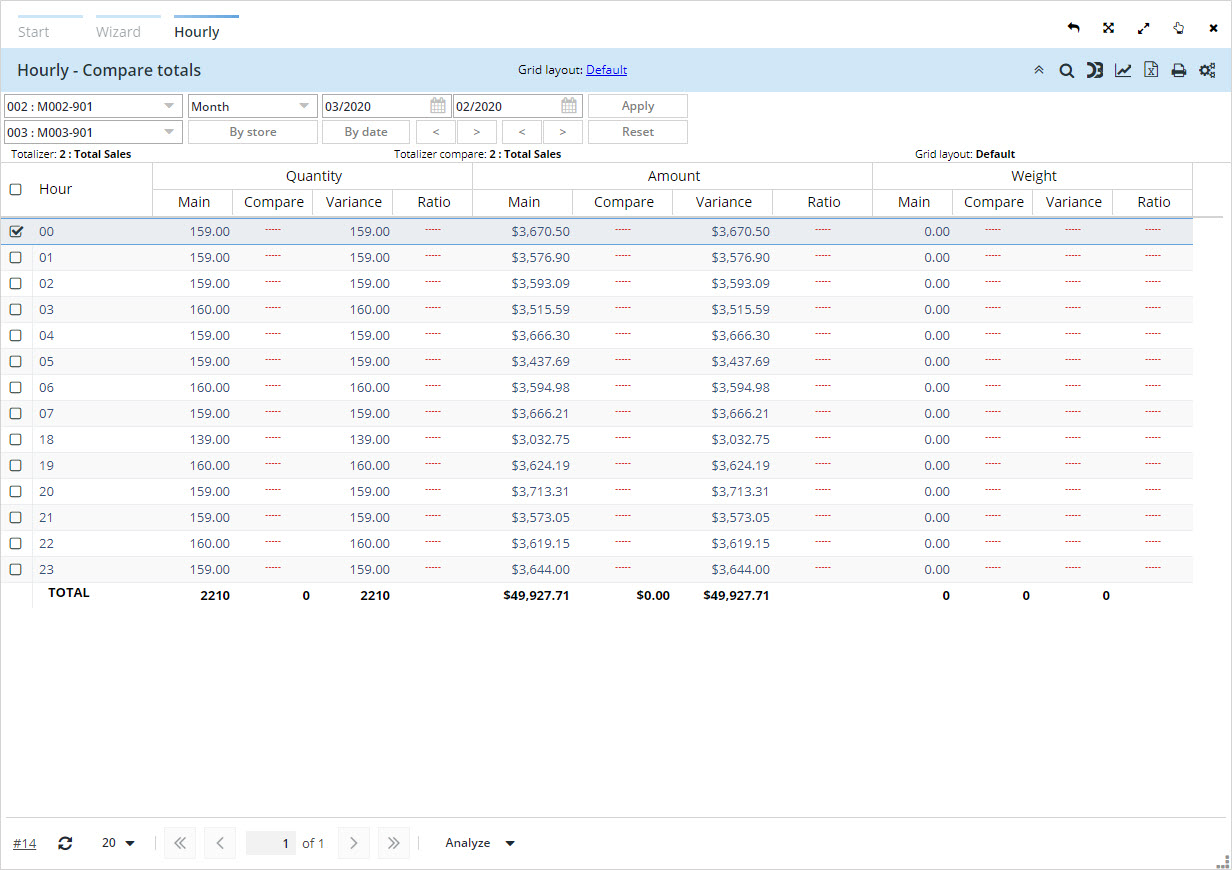 Start Wizard Hourly
Hourly - Compare totals Grid layout: Default
002 : M002-901 Month 03/2020 02/2020 Apply
003 : M003-901 By store By date < > < > Reset
Totalizer: 2 : Total Sales Totalizer compare: 2 : Total Sales Grid layout: Default
Hour Quantity Amount Weight
Main Compare Variance Ratio Main Compare Variance Ratio Main Compare Variance Ratio
00 159.00 ----- 159.00 ----- $3,670.50 ----- $3,670.50 ----- 0.00 ----- ----- -----
01 159.00 ----- 159.00 ----- $3,576.90 ----- $3,576.90 ----- 0.00 ----- ----- -----
02 159.00 ----- 159.00 ----- $3,593.09 ----- $3,593.09 ----- 0.00 ----- ----- -----
03 160.00 ----- 160.00 ----- $3,515.59 ----- $3,515.59 ----- 0.00 ----- ----- -----
04 159.00 ----- 159.00 ----- $3,666.30 ----- $3,666.30 ----- 0.00 ----- ----- -----
05 159.00 ----- 159.00 ----- $3,437.69 ----- $3,437.69 ----- 0.00 ----- ----- -----
06 160.00 ----- 160.00 ----- $3,594.98 ----- $3,594.98 ----- 0.00 ----- ----- -----
07 159.00 ----- 159.00 ----- $3,666.21 ----- $3,666.21 ----- 0.00 ----- ----- -----
18 139.00 ----- 139.00 ----- $3,032.75 ----- $3,032.75 ----- 0.00 ----- ----- -----
19 160.00 ----- 160.00 ----- $3,624.19 ----- $3,624.19 ----- 0.00 ----- ----- -----
20 159.00 ----- 159.00 ----- $3,713.31 ----- $3,713.31 ----- 0.00 ----- ----- -----
21 159.00 ----- 159.00 ----- $3,573.05 ----- $3,573.05 ----- 0.00 ----- ----- -----
22 160.00 ----- 160.00 ----- $3,619.15 ----- $3,619.15 ----- 0.00 ----- ----- -----
23 159.00 ----- 159.00 ----- $3,644.00 ----- $3,644.00 ----- 0.00 ----- ----- -----
TOTAL 2210 0 2210 $49,927.71 $0.00 $49,927.71 0 0 0
#14 20 1 of 1 Analyze